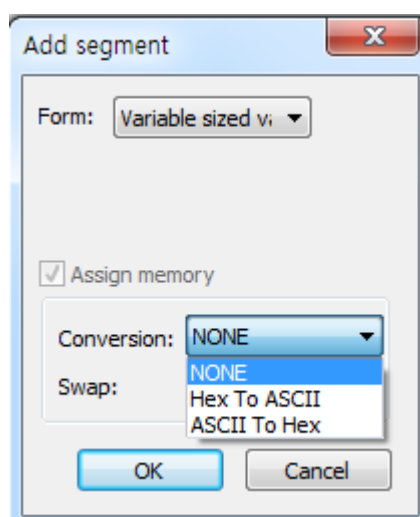 Add segment
Form: Variable sized va
Assign memory
Conversion: NONE
NONE
Swap:
Hex To ASCII
ASCII To Hex
OK Cancel